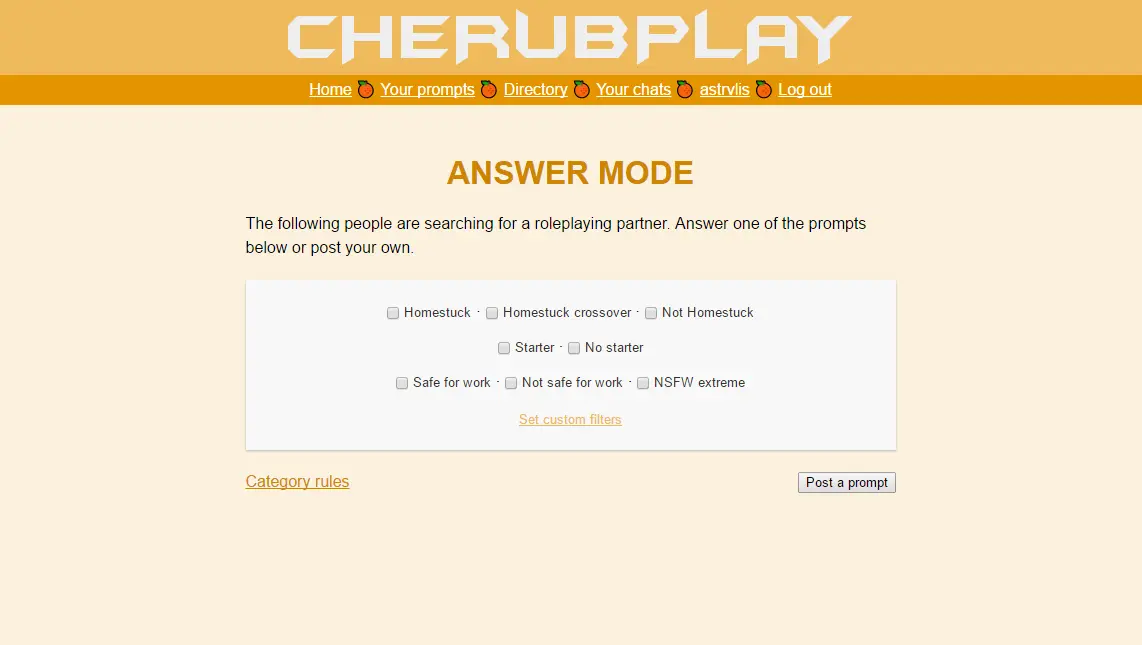 CHERUBPLAY
Home Your prompts Directory Your chats astrvlis Log out
ANSWER MODE
The following people are searching for a roleplaying partner. Answer one of the prompts
below or post your own.
Homestuck · Homestuck crossover · Not Homestuck
Starter · No starter
Safe for work · Not safe for work · NSFW extreme
Set custom filters
Category rules Post a prompt